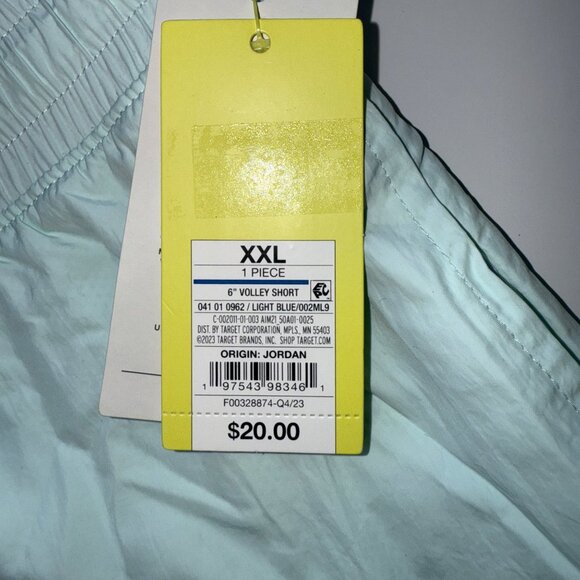 XXL
1 PIECE
6" VOLLEY SHORT
041 01 0962 / LIGHT BLUE/002ML9
C-002011-01-003 AIM21_50A01-0025
DIST. BY TARGET CORPORATION, MPLS., MN 55403
©2023 TARGET BRANDS, INC. SHOP TARGET.COM
ORIGIN: JORDAN
1 97543 98346 1
F00328874-Q4/23
$20.00